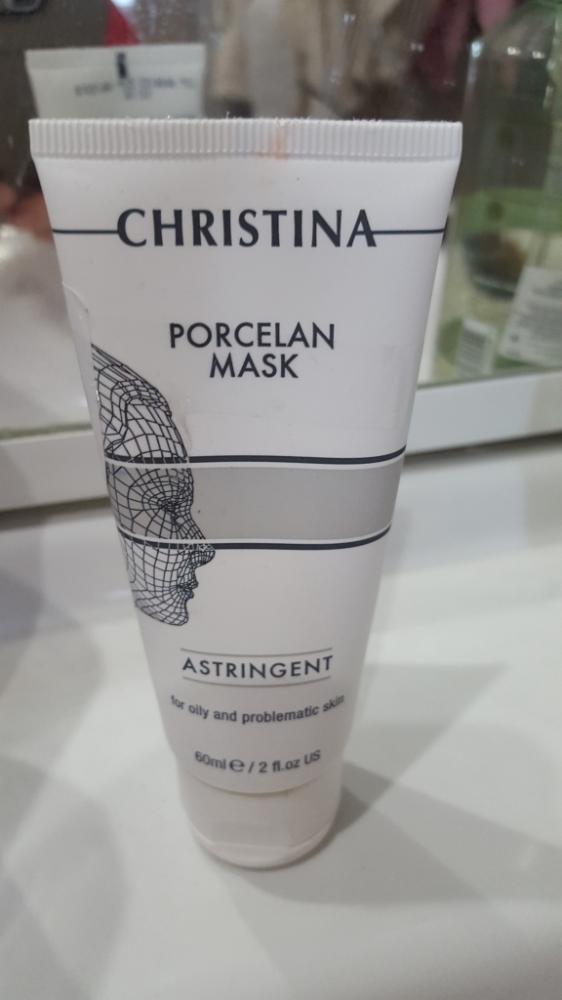 CHRISTINA
PORCELAN
MASK
ASTRINGENT
for oily and problematic skin
60ml e / 2 fl.oz US